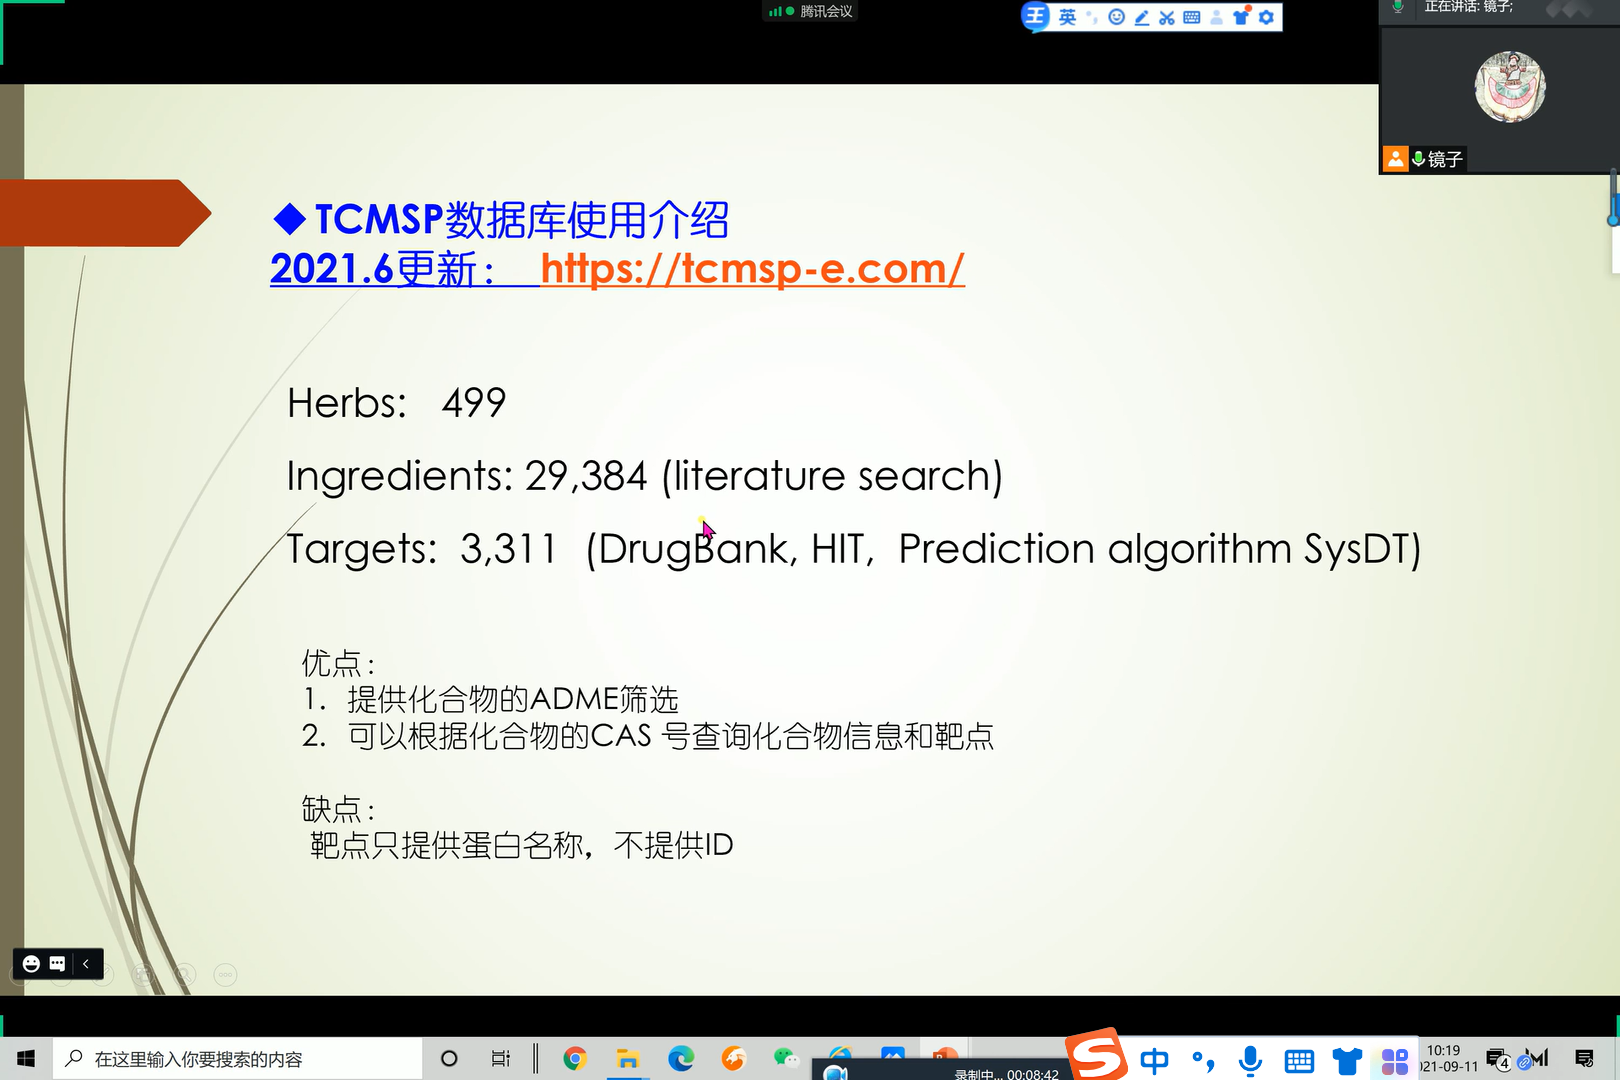 腾讯会议
王 英
正在讲话: 镜子;
镜子
◆TCMSP数据库使用介绍
2021.6更新： https://tcmsp-e.com/
Herbs: 499
Ingredients: 29,384 (literature search)
Targets: 3,311 (DrugBank, HIT, Prediction algorithm SysDT)
优点：
1. 提供化合物的ADME筛选
2. 可以根据化合物的CAS 号查询化合物信息和靶点
缺点：
靶点只提供蛋白名称，不提供ID
在这里输入你要搜索的内容
录制中... 00:08:42
中
10:19
021-09-11
4